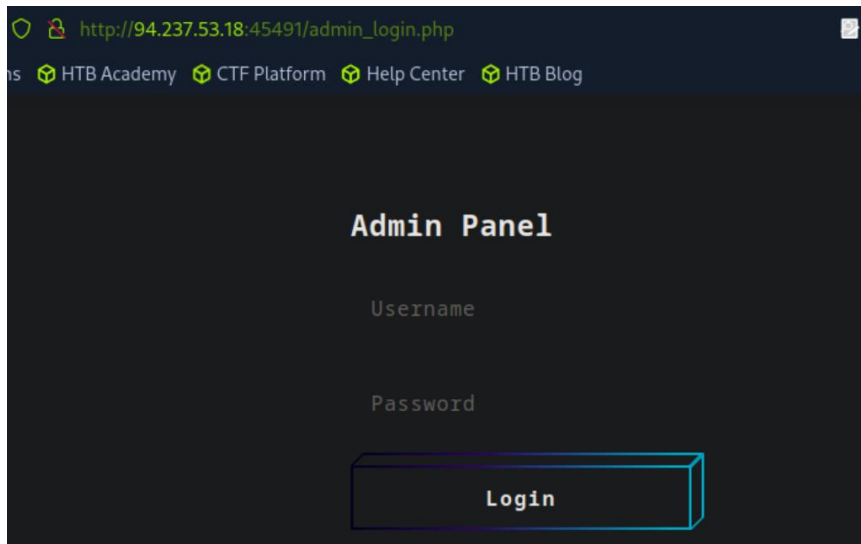 http://94.237.53.18:45491/admin_login.php
ns HTB Academy CTF Platform Help Center HTB Blog
Admin Panel
Username
Password
Login